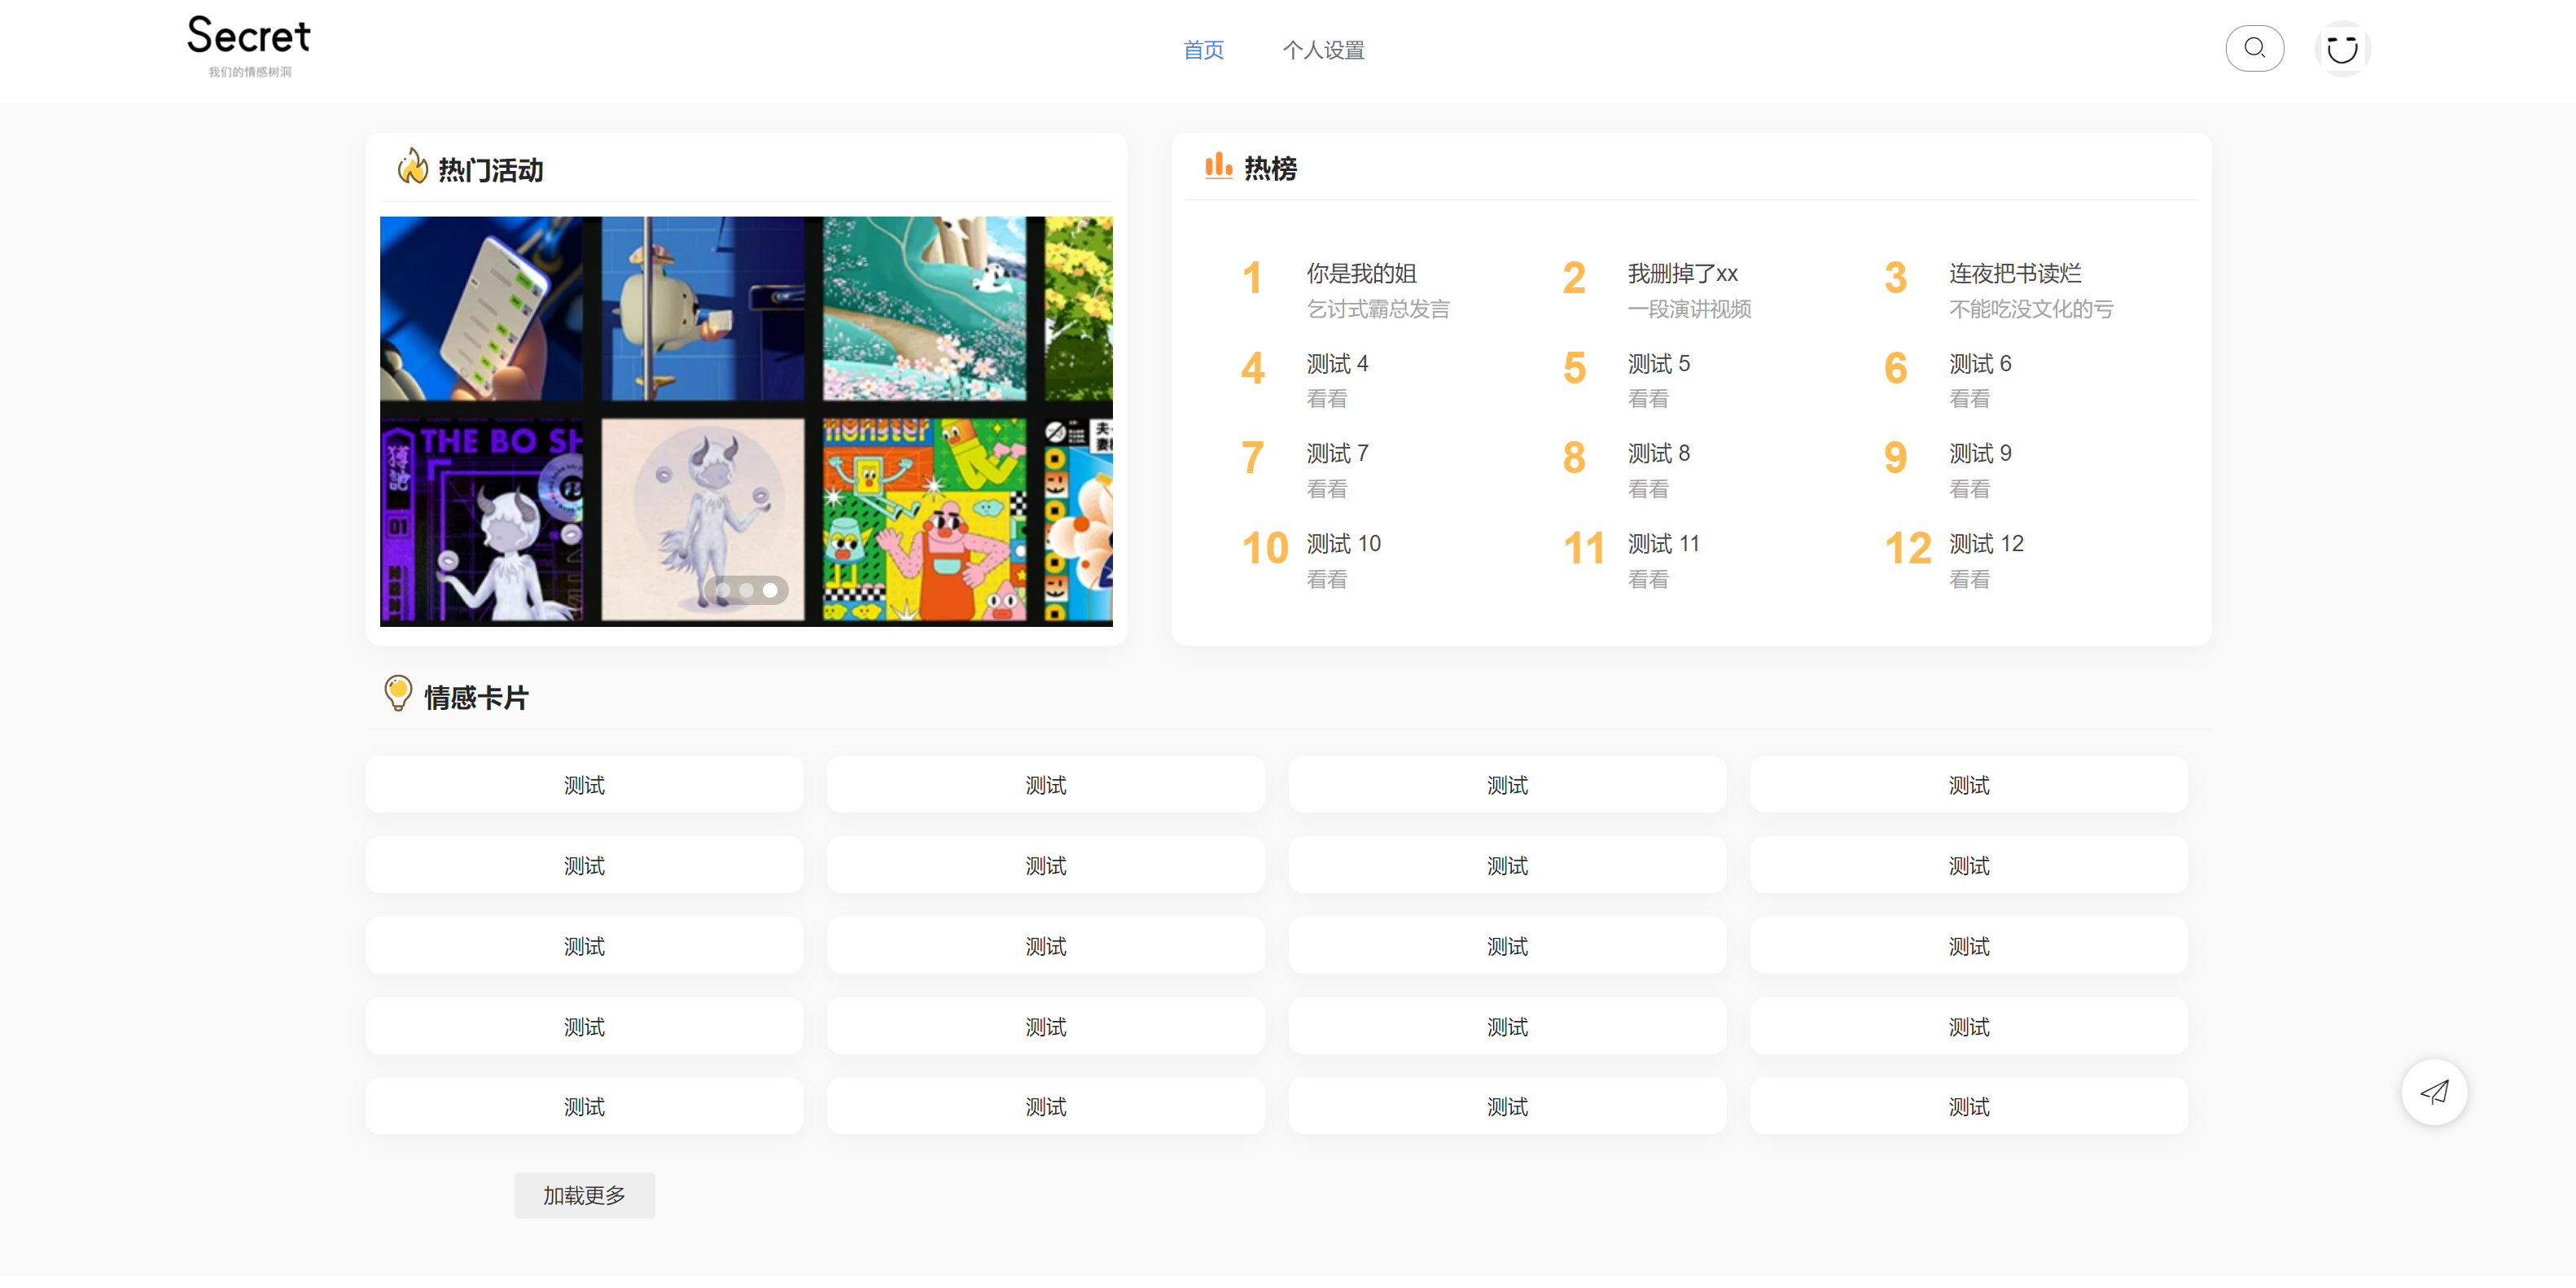 Secret
我们的情感树洞
首页 个人设置
热门活动
THE BO SH
01
monster
夫
妻
热榜
1 你是我的姐
乞讨式霸总发言
2 我删掉了xx
一段演讲视频
3 连夜把书读烂
不能吃没文化的亏
4 测试 4
看看
5 测试 5
看看
6 测试 6
看看
7 测试 7
看看
8 测试 8
看看
9 测试 9
看看
10 测试 10
看看
11 测试 11
看看
12 测试 12
看看
情感卡片
测试 测试 测试 测试
测试 测试 测试 测试
测试 测试 测试 测试
测试 测试 测试 测试
测试 测试 测试 测试
加载更多